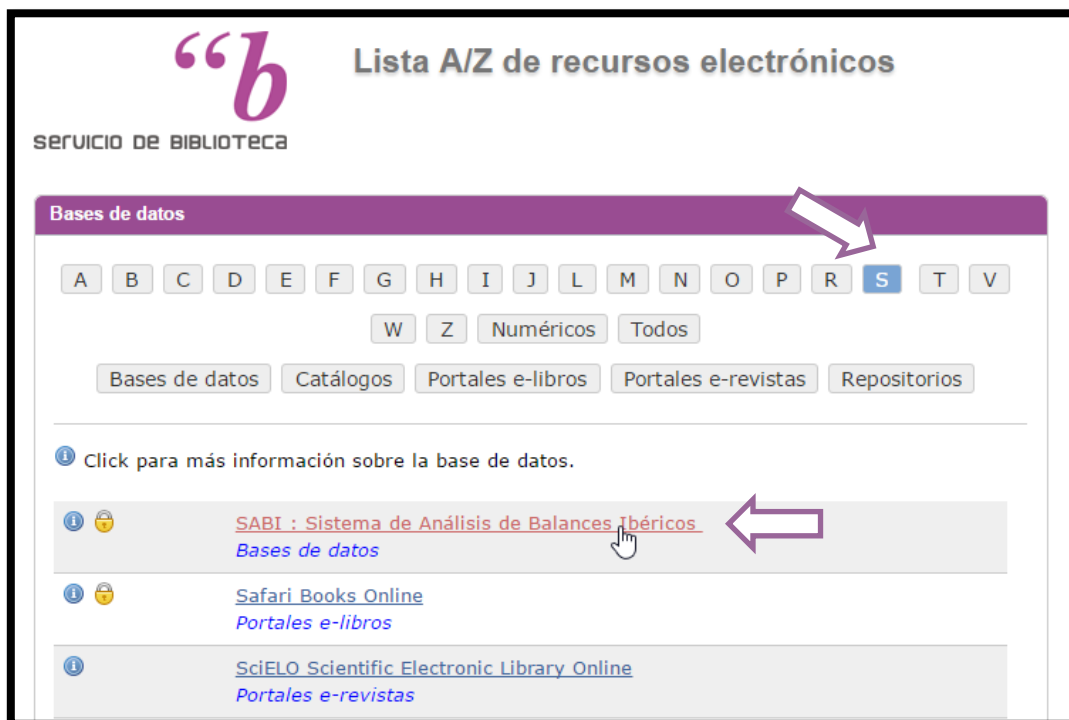 “b
Lista A/Z de recursos electrónicos
servicio de biblioteca
Bases de datos
A B C D E F G H I J L M N O P R S T V
W Z Numéricos Todos
Bases de datos Catálogos Portales e-libros Portales e-revistas Repositorios
Click para más información sobre la base de datos.
SABI : Sistema de Análisis de Balances Ibéricos
Bases de datos
Safari Books Online
Portales e-libros
SciELO Scientific Electronic Library Online
Portales e-revistas